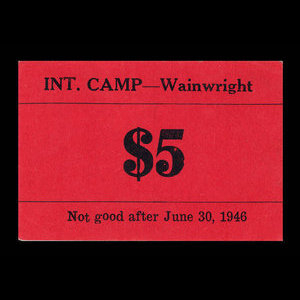 INT. CAMP—Wainwright
$5
Not good after June 30, 1946